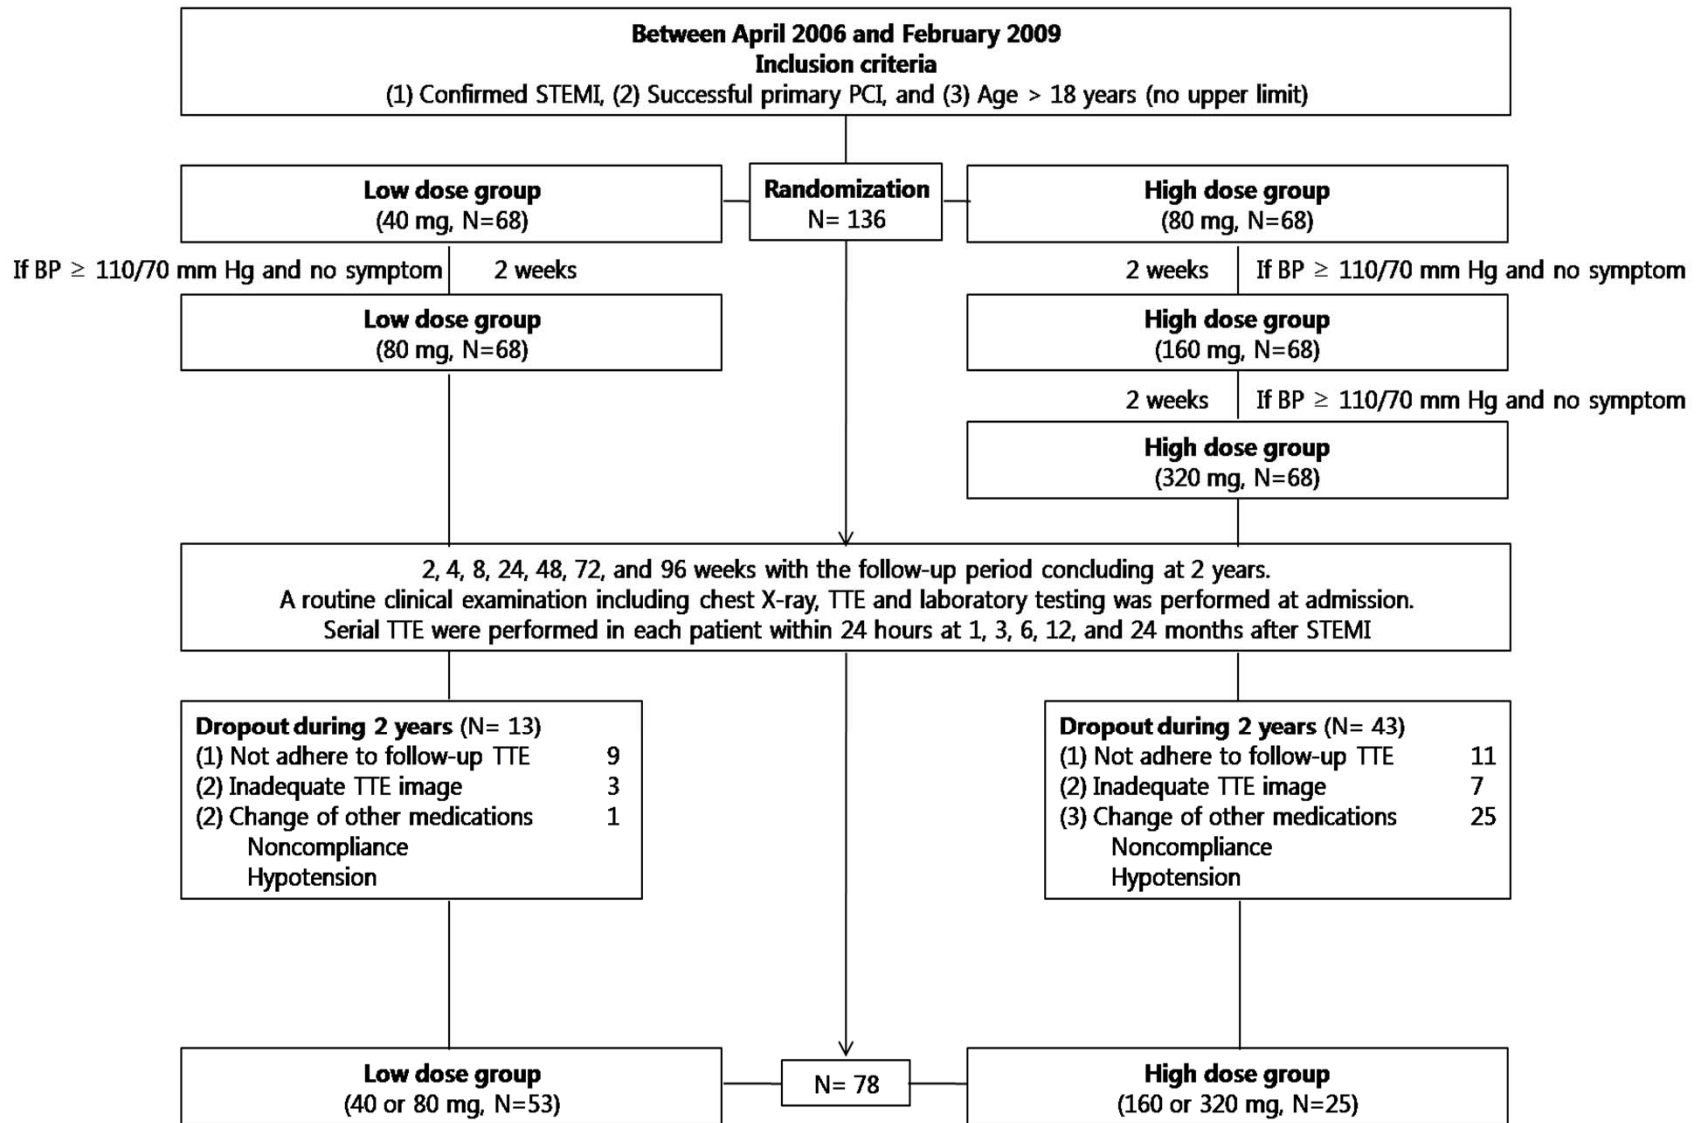 Between April 2006 and February 2009
Inclusion criteria
(1) Confirmed STEMI, (2) Successful primary PCI, and (3) Age > 18 years (no upper limit)
Low dose group
(40 mg, N=68)
Randomization
N= 136
High dose group
(80 mg, N=68)
If BP ≥ 110/70 mm Hg and no symptom
2 weeks
2 weeks
If BP ≥ 110/70 mm Hg and no symptom
Low dose group
(80 mg, N=68)
High dose group
(160 mg, N=68)
2 weeks
If BP ≥ 110/70 mm Hg and no symptom
High dose group
(320 mg, N=68)
2, 4, 8, 24, 48, 72, and 96 weeks with the follow-up period concluding at 2 years.
A routine clinical examination including chest X-ray, TTE and laboratory testing was performed at admission.
Serial TTE were performed in each patient within 24 hours at 1, 3, 6, 12, and 24 months after STEMI
Dropout during 2 years (N= 13)
(1) Not adhere to follow-up TTE 9
(2) Inadequate TTE image 3
(2) Change of other medications 1
Noncompliance
Hypotension
Dropout during 2 years (N= 43)
(1) Not adhere to follow-up TTE 11
(2) Inadequate TTE image 7
(3) Change of other medications 25
Noncompliance
Hypotension
Low dose group
(40 or 80 mg, N=53)
N= 78
High dose group
(160 or 320 mg, N=25)